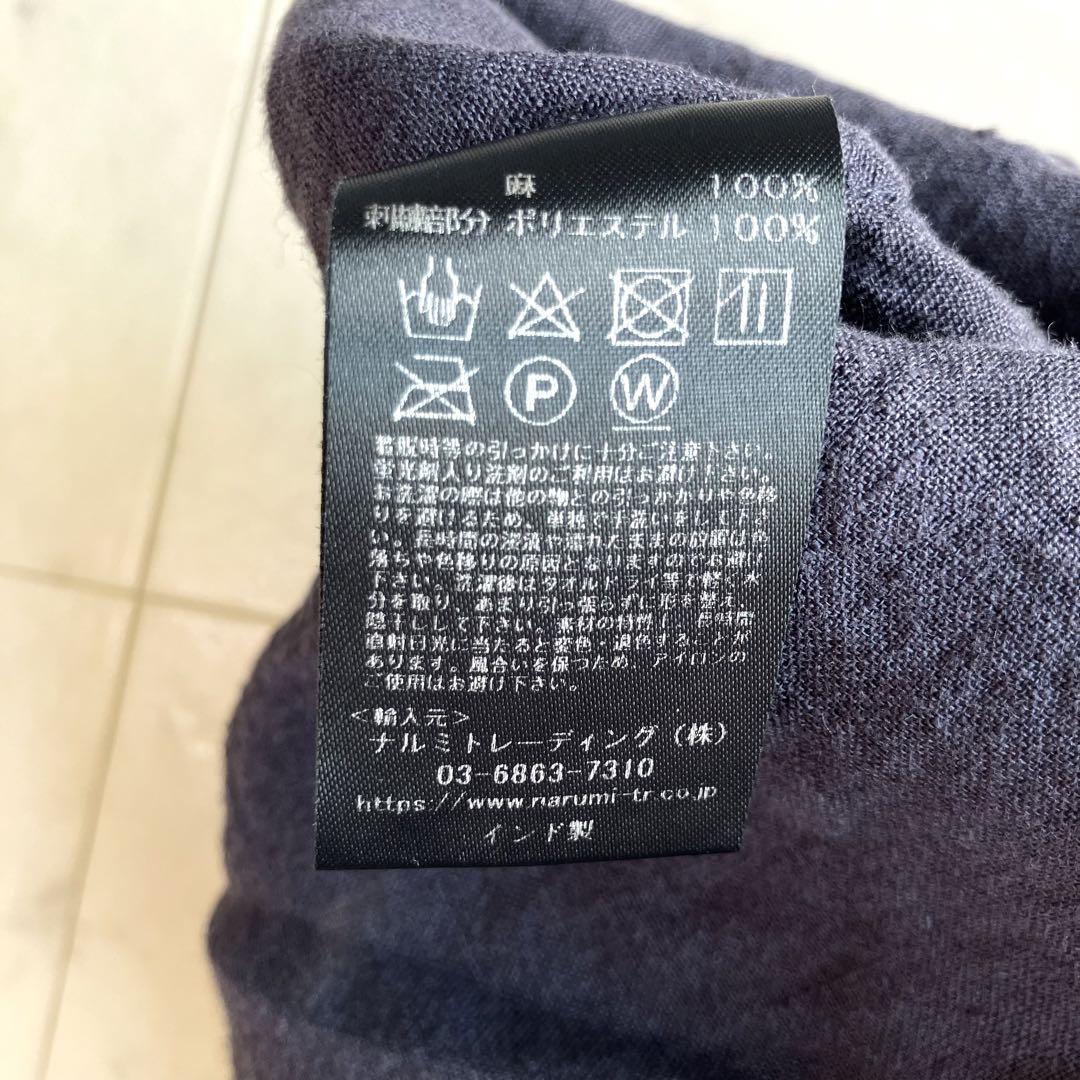 麻 100%
刺繍部分 ポリエステル 100%
P W
着脱時等の引っかけに十分ご注意下さい。
蛍光剤入り洗剤のご利用はお避け下さい。
お洗濯の際は他の物との引っかかりや色移
りを避けるため、単独で手洗いをして下さ
い。長時間の浸漬や濡れたままの放置は色
落ちや色移りの原因となりますのでお避け
下さい。洗濯後はタオルドライ等で軽く水
分を取り、あまり引っ張らずに形を整え、
陰干しして下さい。素材の特性上、長時間
直射日光に当たると変色・退色することが
あります。風合いを保つため、アイロンの
ご使用はお避け下さい。
<輸入元>
ナルミトレーディング(株)
03-6863-7310
https://www.narumi-tr.co.jp
インド製